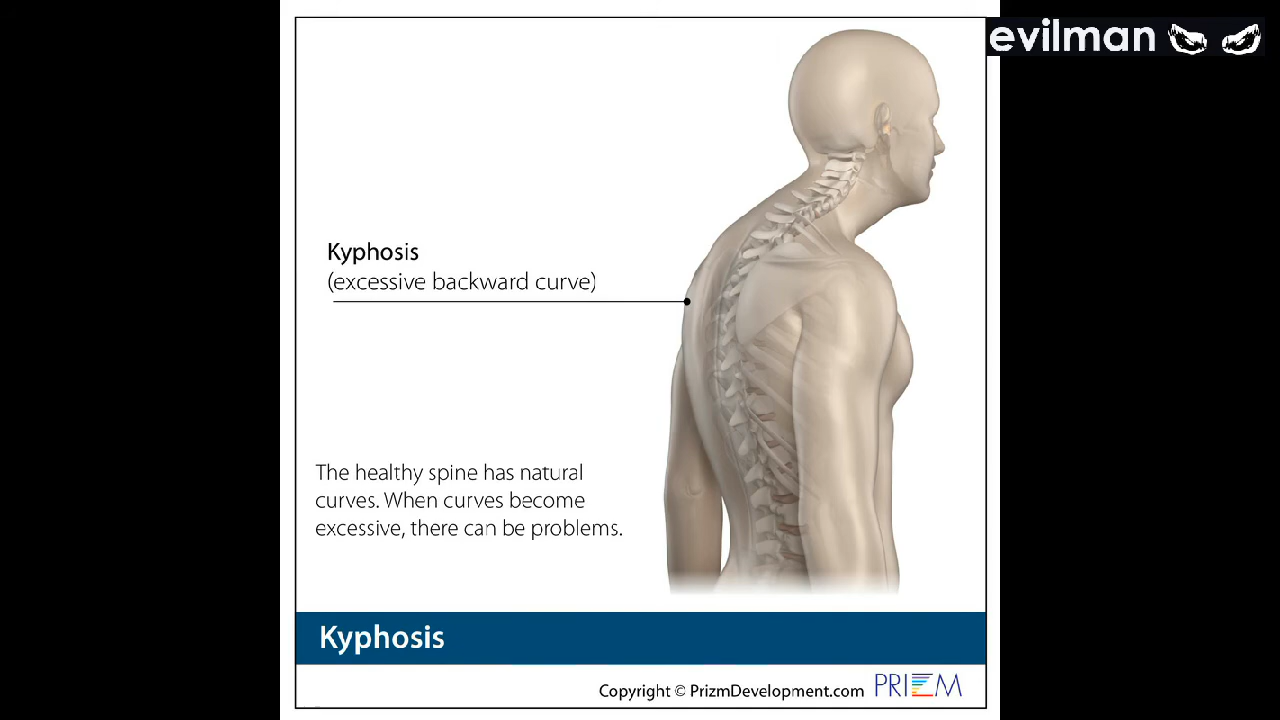 evilman
Kyphosis
(excessive backward curve)
The healthy spine has natural
curves. When curves become
excessive, there can be problems.
Kyphosis
Copyright © PrizmDevelopment.com PRIZM